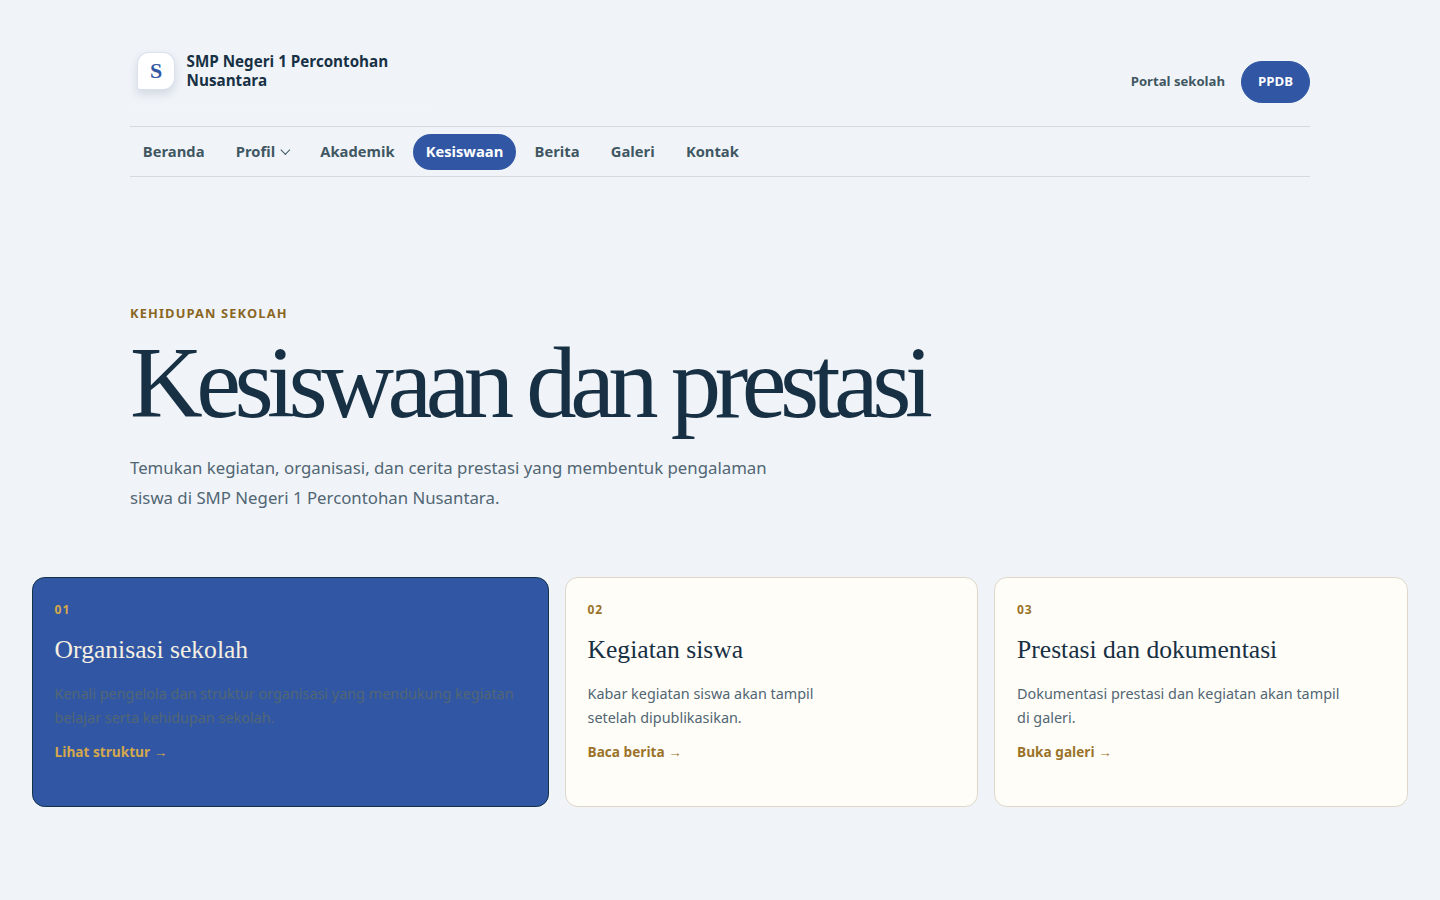 S
SMP Negeri 1 Percontohan
Nusantara
Portal sekolah
PPDB
Beranda
Profil
Akademik
Kesiswaan
Berita
Galeri
Kontak
KEHIDUPAN SEKOLAH
Kesiswaan dan prestasi
Temukan kegiatan, organisasi, dan cerita prestasi yang membentuk pengalaman
siswa di SMP Negeri 1 Percontohan Nusantara.
01
Organisasi sekolah
Kenali pengelola dan struktur organisasi yang mendukung kegiatan
belajar serta kehidupan sekolah.
Lihat struktur →
02
Kegiatan siswa
Kabar kegiatan siswa akan tampil
setelah dipublikasikan.
Baca berita →
03
Prestasi dan dokumentasi
Dokumentasi prestasi dan kegiatan akan tampil
di galeri.
Buka galeri →